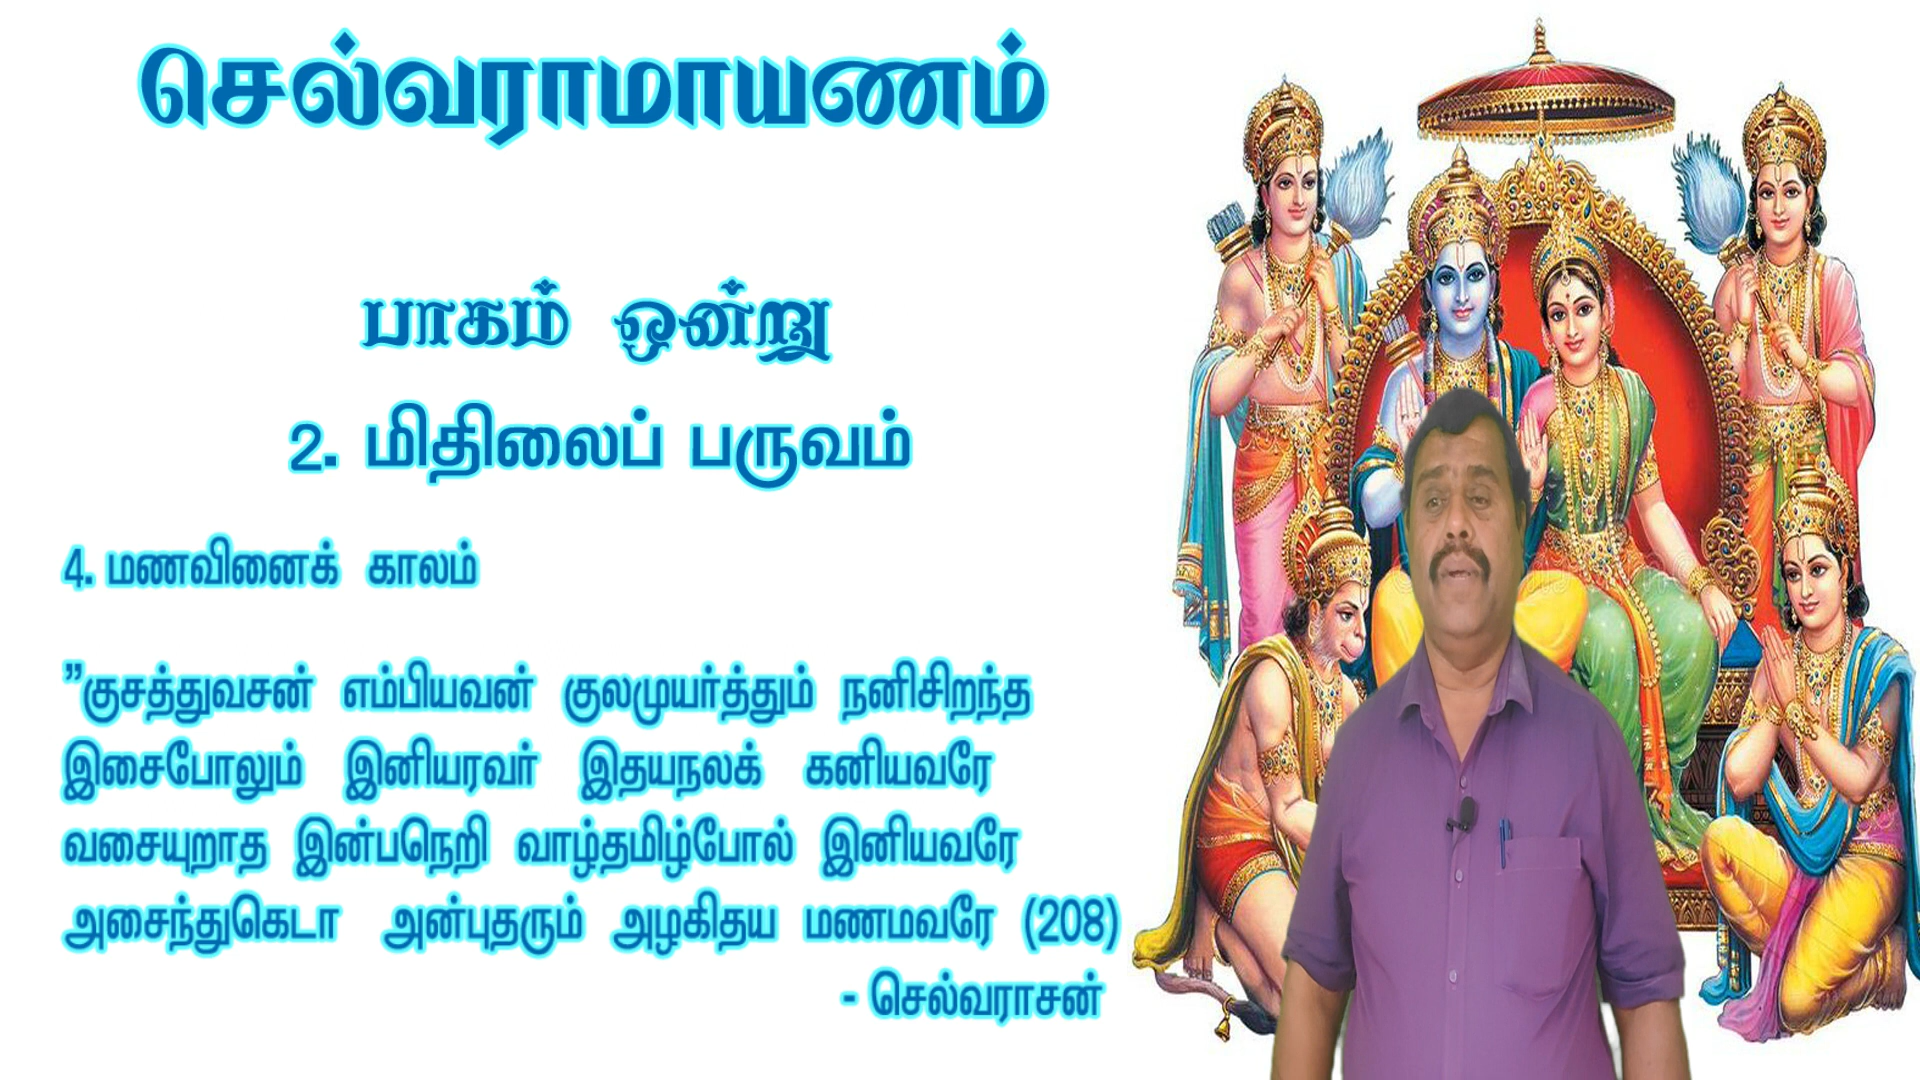 செல்வராமாயணம்
பாகம் ஒன்று
2. மிதிலைப் பருவம்
4. மணவினைக் காலம்
”குசத்துவசன் எம்பியவன் குலமுயர்த்தும் நனிசிறந்த
இசைபோலும் இனியரவர் இதயநலக் கனியவரே
வசையுறாத இன்பநெறி வாழ்தமிழ்போல் இனியவரே
அசைந்துகெடா அன்புதரும் அழகிதய மணமவரே (208)
- செல்வராசன்